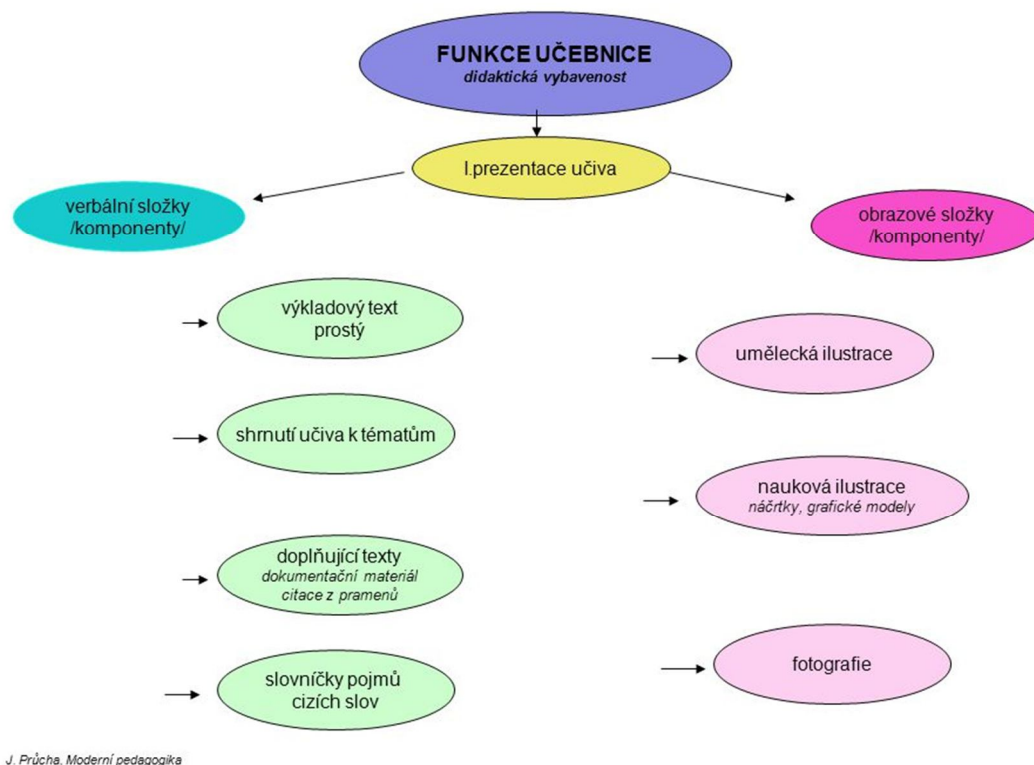 FUNKCE UČEBNICE
didaktická vybavenost
I.prezentace učiva
verbální složky
/komponenty/
obrazové složky
/komponenty/
výkladový text
prostý
shrnutí učiva k tématům
doplňující texty
dokumentační materiál
citace z pramenů
slovníčky pojmů
cizích slov
umělecká ilustrace
nauková ilustrace
náčrtky, grafické modely
fotografie
J. Průcha. Moderní pedagogika